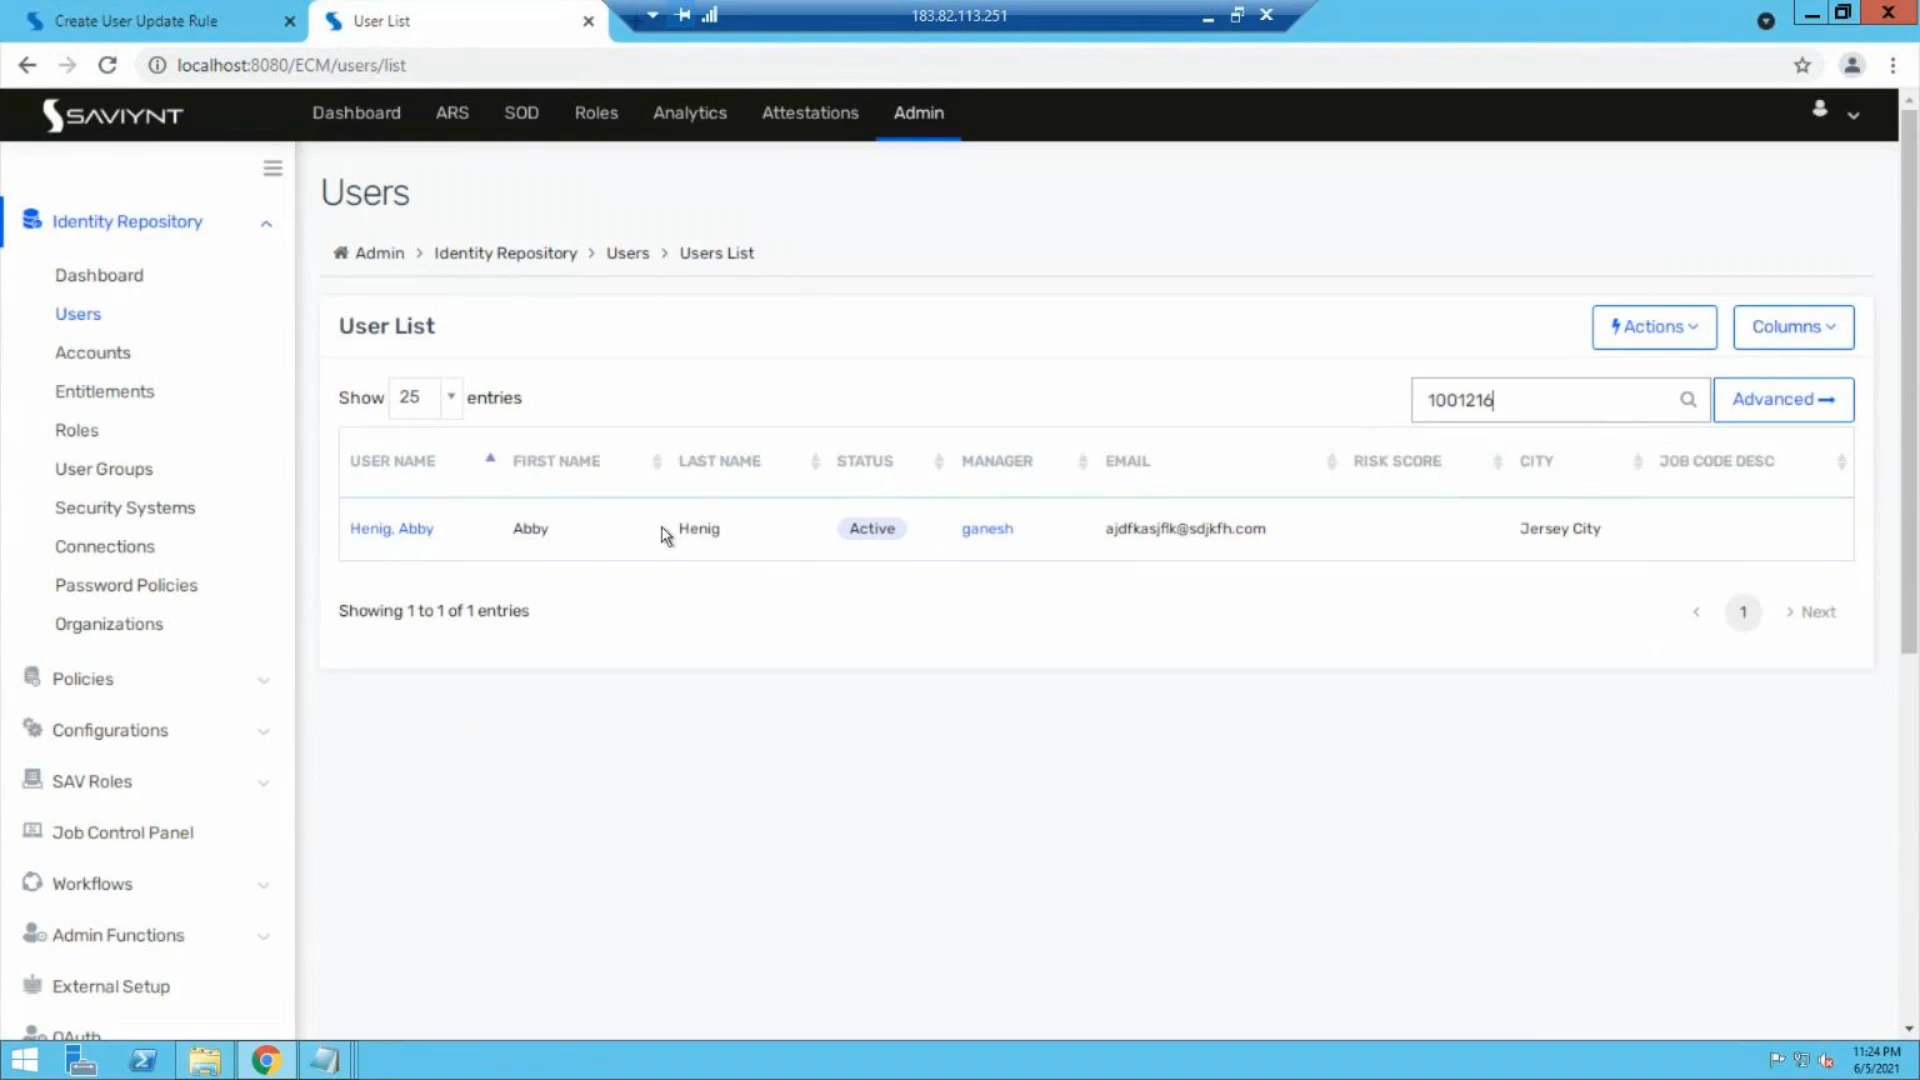 Create User Update Rule
User List
183.82.113.251
localhost:8080/ECM/users/list
SAVIYNT
Dashboard
ARS
SOD
Roles
Analytics
Attestations
Admin
Identity Repository
Dashboard
Users
Accounts
Entitlements
Roles
User Groups
Security Systems
Connections
Password Policies
Organizations
Policies
Configurations
SAV Roles
Job Control Panel
Workflows
Admin Functions
External Setup
OAuth
Users
Admin > Identity Repository > Users > Users List
User List
Actions
Columns
Show 25 entries
1001216
Advanced
USER NAME FIRST NAME LAST NAME STATUS MANAGER EMAIL RISK SCORE CITY JOB CODE DESC
Henig, Abby Abby Henig Active ganesh ajdfkasjflk@sdjkfh.com Jersey City
Showing 1 to 1 of 1 entries
< 1 > Next
11:24 PM
6/5/2021